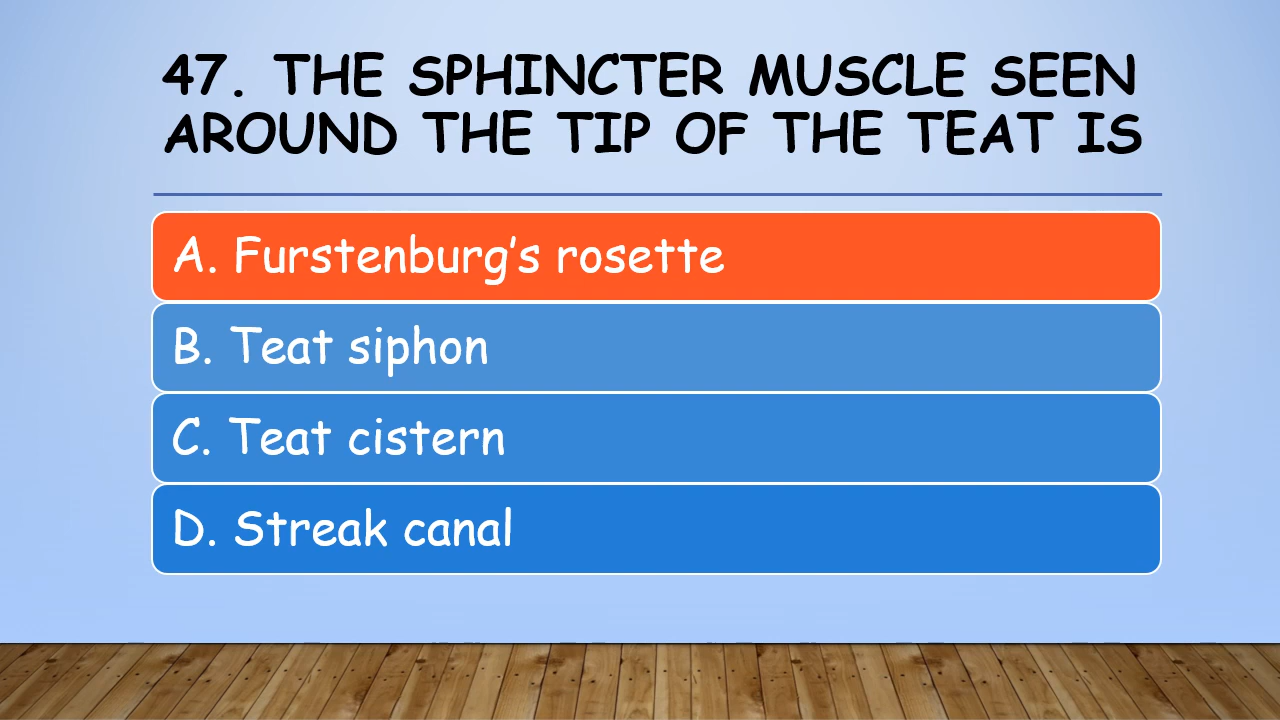 47. THE SPHINCTER MUSCLE SEEN
AROUND THE TIP OF THE TEAT IS
A. Furstenburg’s rosette
B. Teat siphon
C. Teat cistern
D. Streak canal